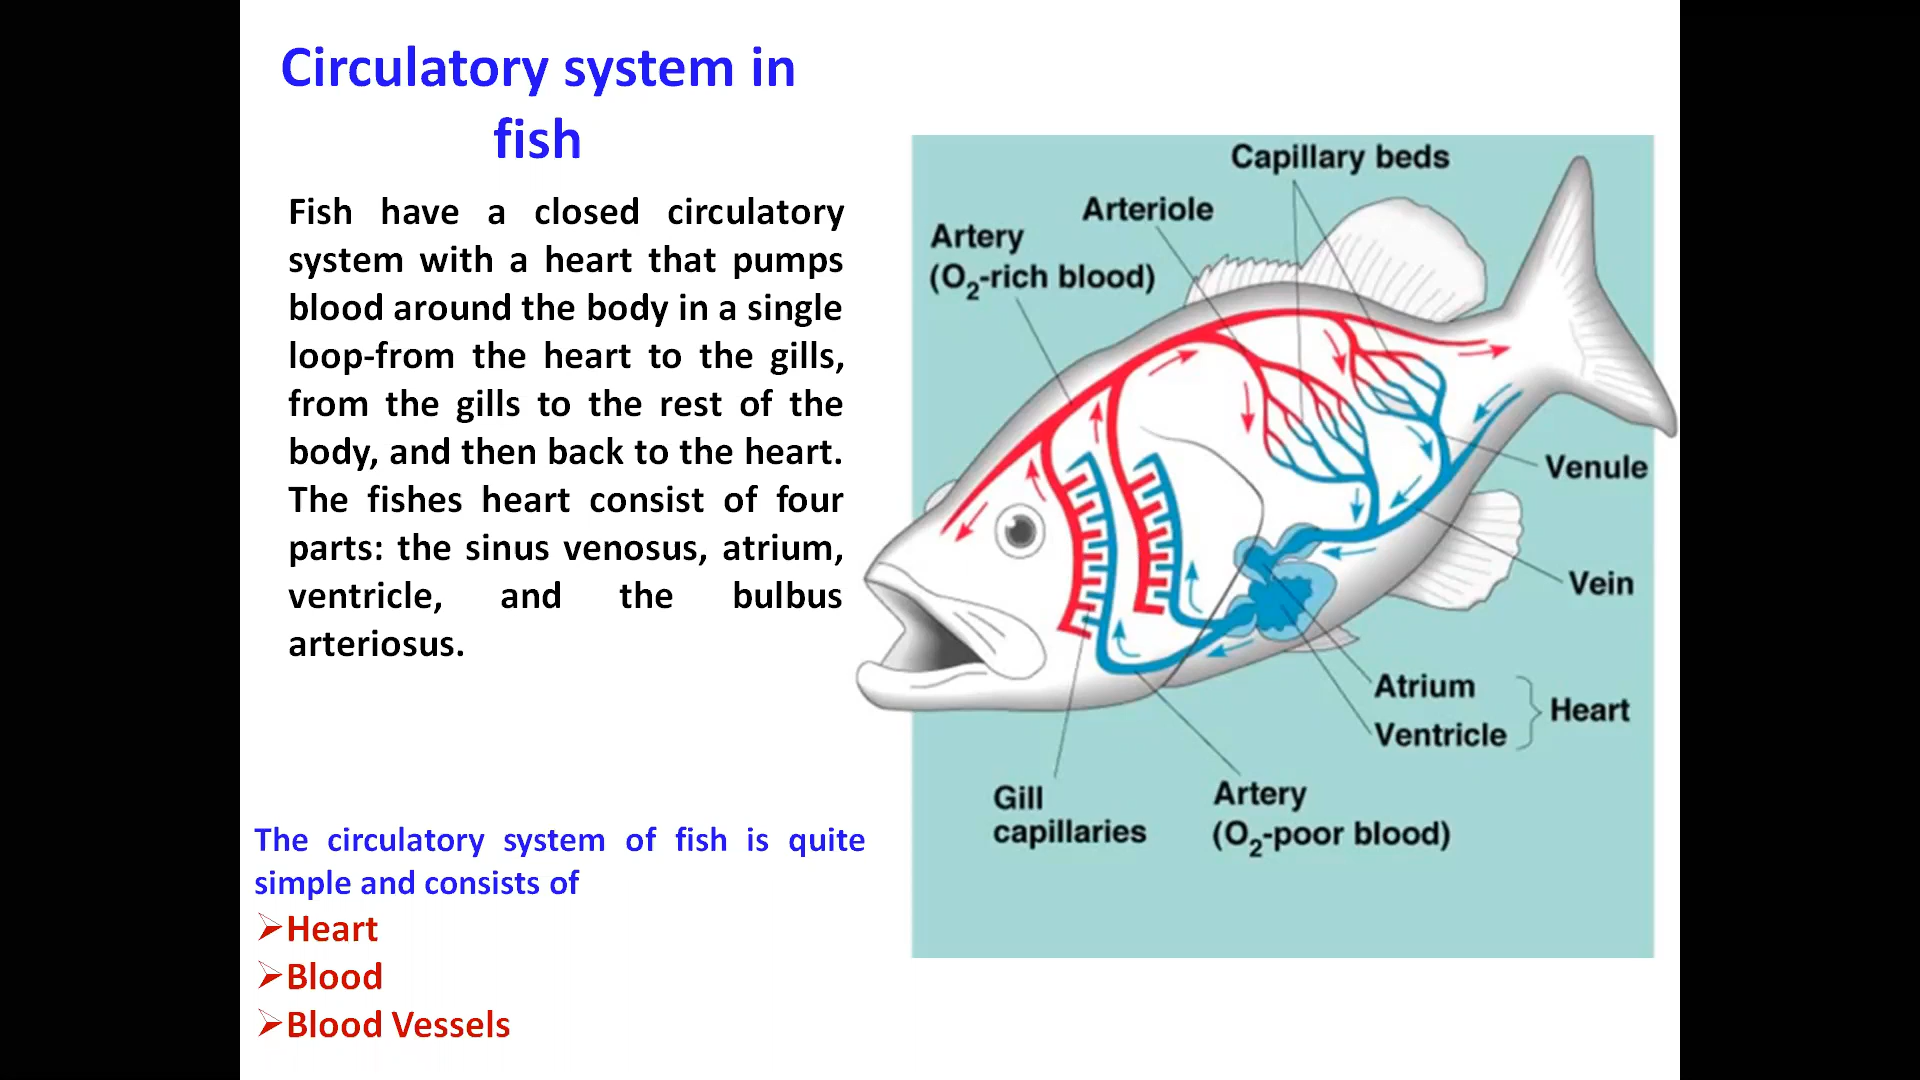 Circulatory system in
fish
Fish have a closed circulatory
system with a heart that pumps
blood around the body in a single
loop-from the heart to the gills,
from the gills to the rest of the
body, and then back to the heart.
The fishes heart consist of four
parts: the sinus venosus, atrium,
ventricle, and the bulbus
arteriosus.
The circulatory system of fish is quite
simple and consists of
➢Heart
➢Blood
➢Blood Vessels
Capillary beds
Arteriole
Artery
(O₂-rich blood)
Venule
Vein
Atrium
Ventricle
Heart
Gill
capillaries
Artery
(O₂-poor blood)